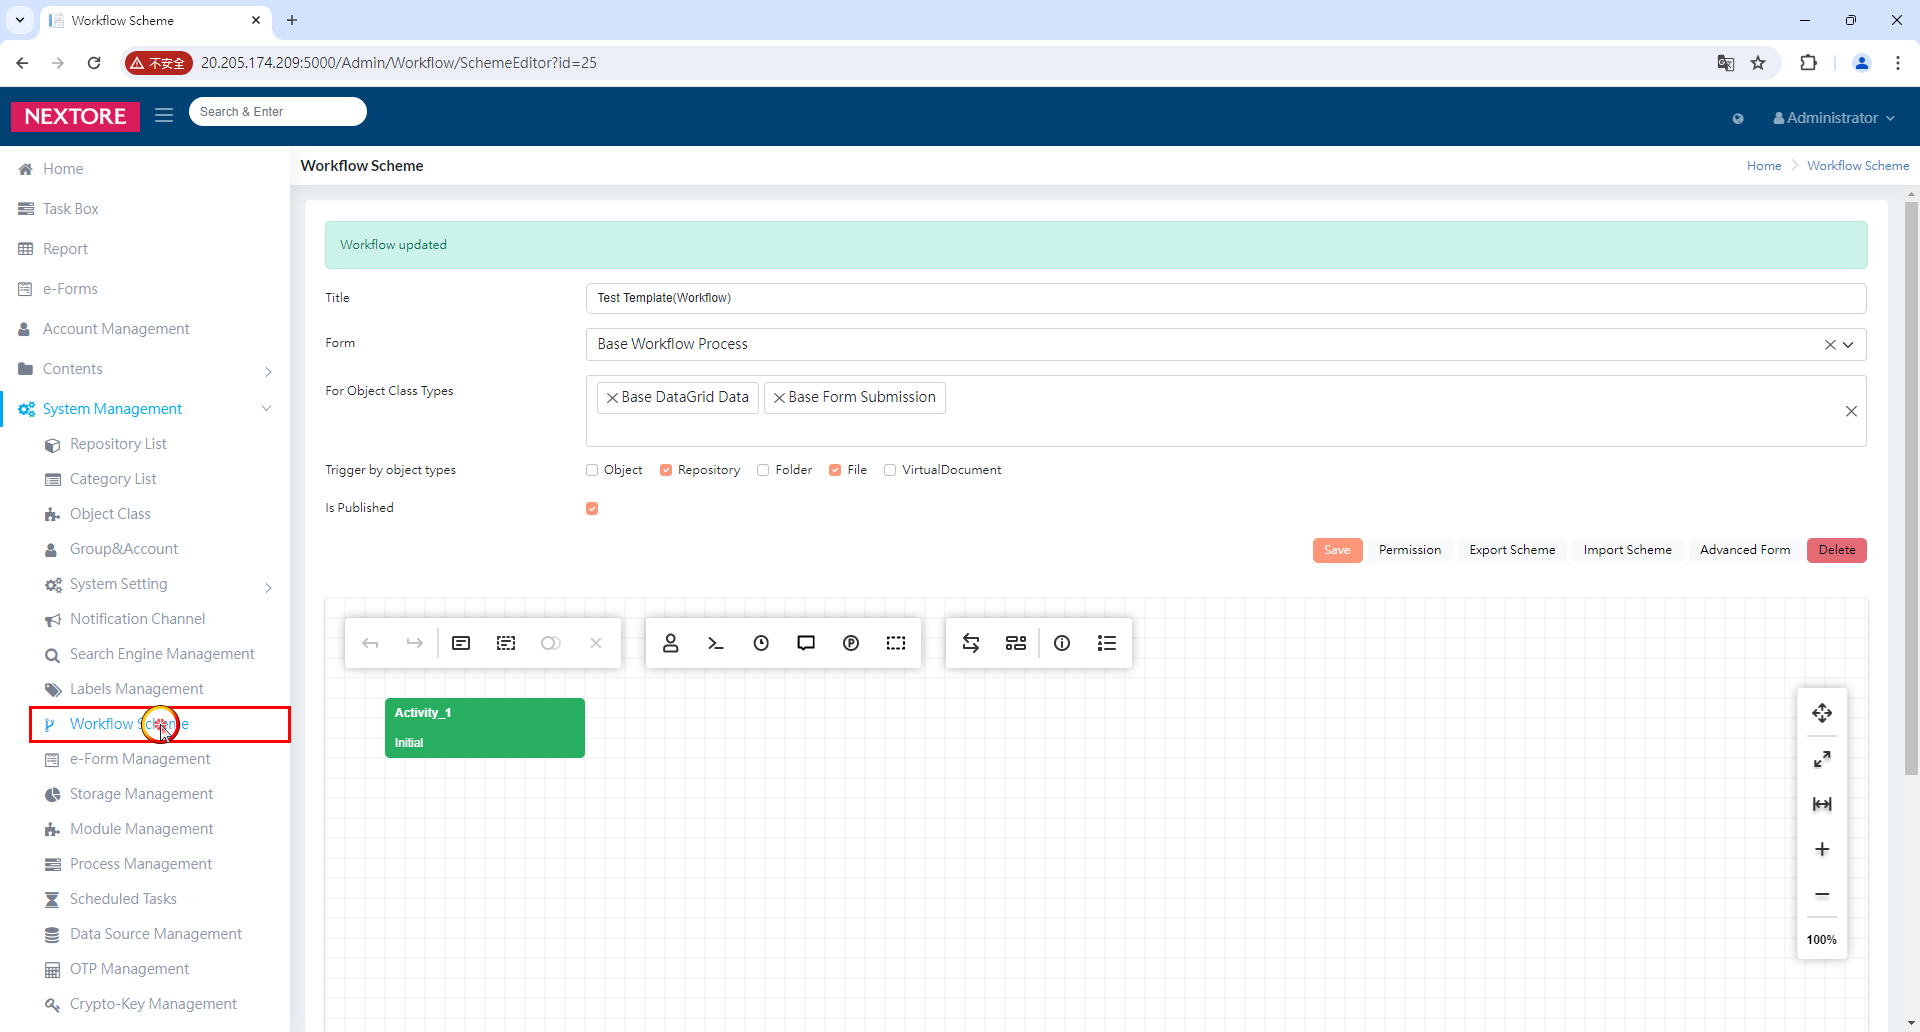 Workflow Scheme
不安全
20.205.174.209:5000/Admin/Workflow/SchemeEditor?id=25
NEXTORE
Search & Enter
Administrator
Home
Task Box
Report
e-Forms
Account Management
Contents
System Management
Repository List
Category List
Object Class
Group&Account
System Setting
Notification Channel
Search Engine Management
Labels Management
Workflow Scheme
e-Form Management
Storage Management
Module Management
Process Management
Scheduled Tasks
Data Source Management
OTP Management
Crypto-Key Management
Workflow Scheme
Home
Workflow Scheme
Workflow updated
Title
Test Template(Workflow)
Form
Base Workflow Process
For Object Class Types
Base DataGrid Data
Base Form Submission
Trigger by object types
Object
Repository
Folder
File
VirtualDocument
Is Published
Save
Permission
Export Scheme
Import Scheme
Advanced Form
Delete
Activity_1
Initial
100%